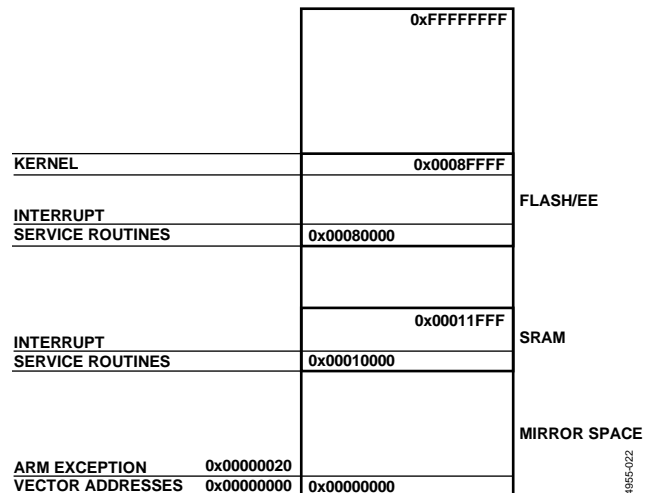 0xFFFFFFFF
KERNEL 0x0008FFFF
FLASH/EE
INTERRUPT
SERVICE ROUTINES 0x00080000
0x00011FFF
SRAM
INTERRUPT
SERVICE ROUTINES 0x00010000
MIRROR SPACE
ARM EXCEPTION 0x00000020
VECTOR ADDRESSES 0x00000000 0x00000000
4955-022